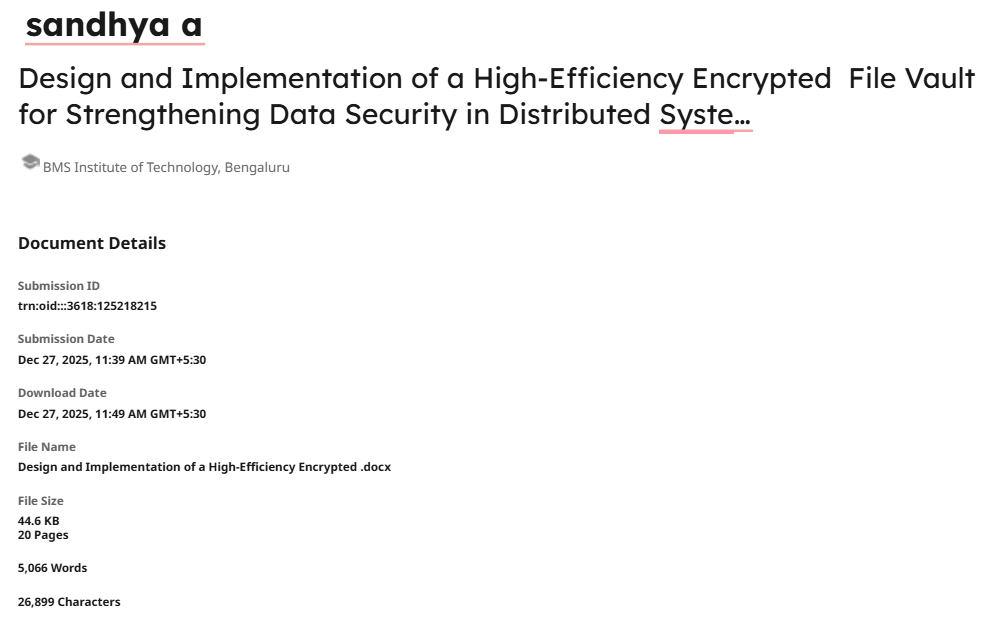 sandhya a
Design and Implementation of a High-Efficiency Encrypted File Vault
for Strengthening Data Security in Distributed Syste...
BMS Institute of Technology, Bengaluru
Document Details
Submission ID
trn:oid:::3618:125218215
Submission Date
Dec 27, 2025, 11:39 AM GMT+5:30
Download Date
Dec 27, 2025, 11:49 AM GMT+5:30
File Name
Design and Implementation of a High-Efficiency Encrypted .docx
File Size
44.6 KB
20 Pages
5,066 Words
26,899 Characters